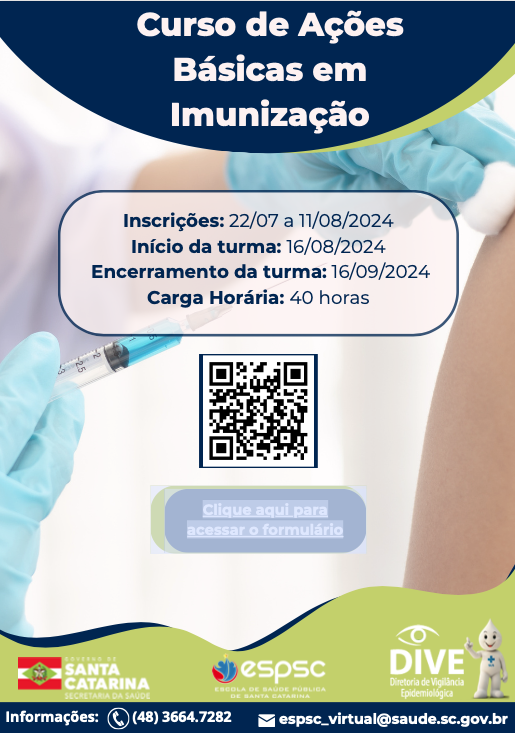 Curso de Ações
Básicas em
Imunização
Inscrições: 22/07 a 11/08/2024
Início da turma: 16/08/2024
Encerramento da turma: 16/09/2024
Carga Horária: 40 horas
Clique aqui para
acessar o formulário
GOVERNO DE
SANTA
CATARINA
SECRETARIA DA SAÚDE
espsc
ESCOLA DE SAÚDE PÚBLICA
DE SANTA CATARINA
DIVE
Diretoria de Vigilância
Epidemiológica
Informações: (48) 3664.7282 espsc_virtual@saude.sc.gov.br